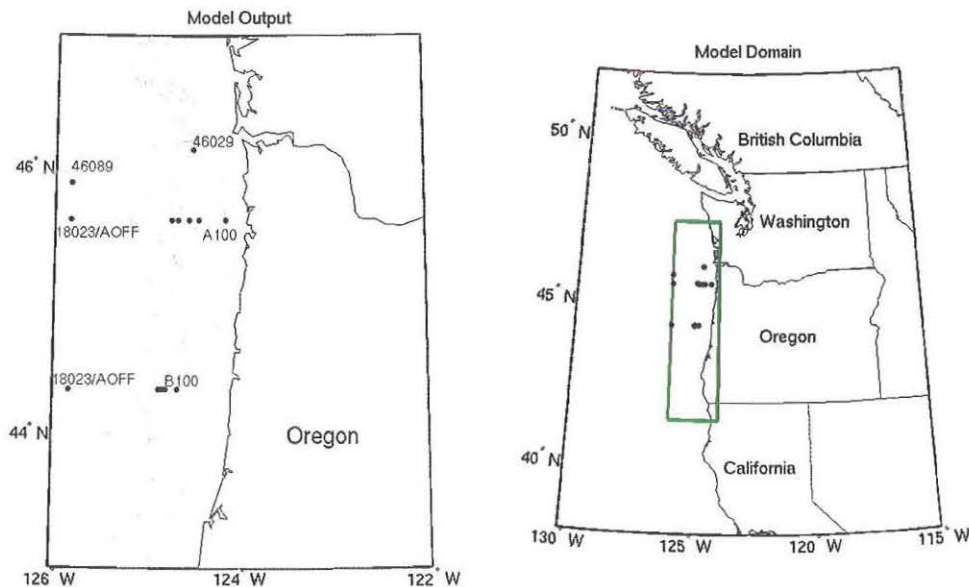 Model Output
46° N
46089
46029
18023/AOFF
A100
18023/AOFF
B100
44° N
Oregon
126° W
124° W
122° W
Model Domain
50° N
British Columbia
Washington
45° N
Oregon
40° N
California
130° W
125° W
120° W
115° W